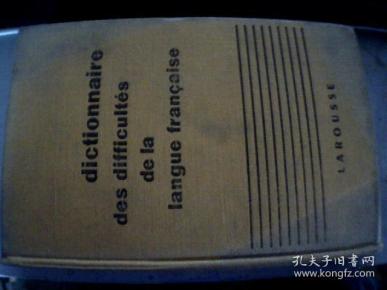 dictionnaire
des difficultés
de la
langue française
LAROUSSE
孔夫子旧书网
www.kongfz.com